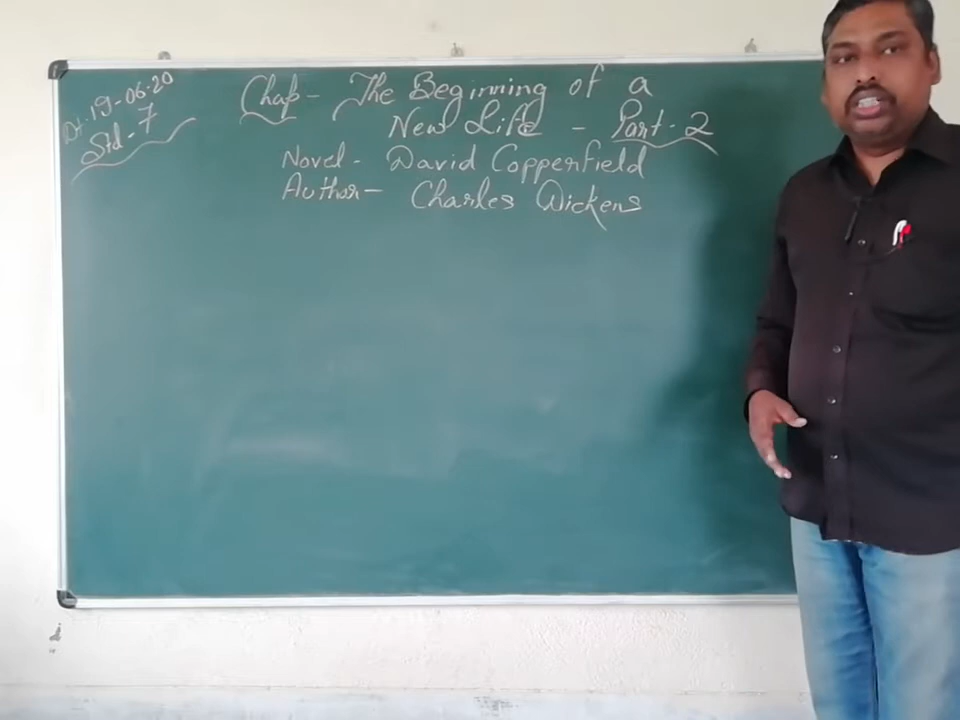 Dt. 19-06-20
Std - 7
Chap - The Beginning of a
New Life - Part - 2
Novel - David Copperfield
Author - Charles Dickens